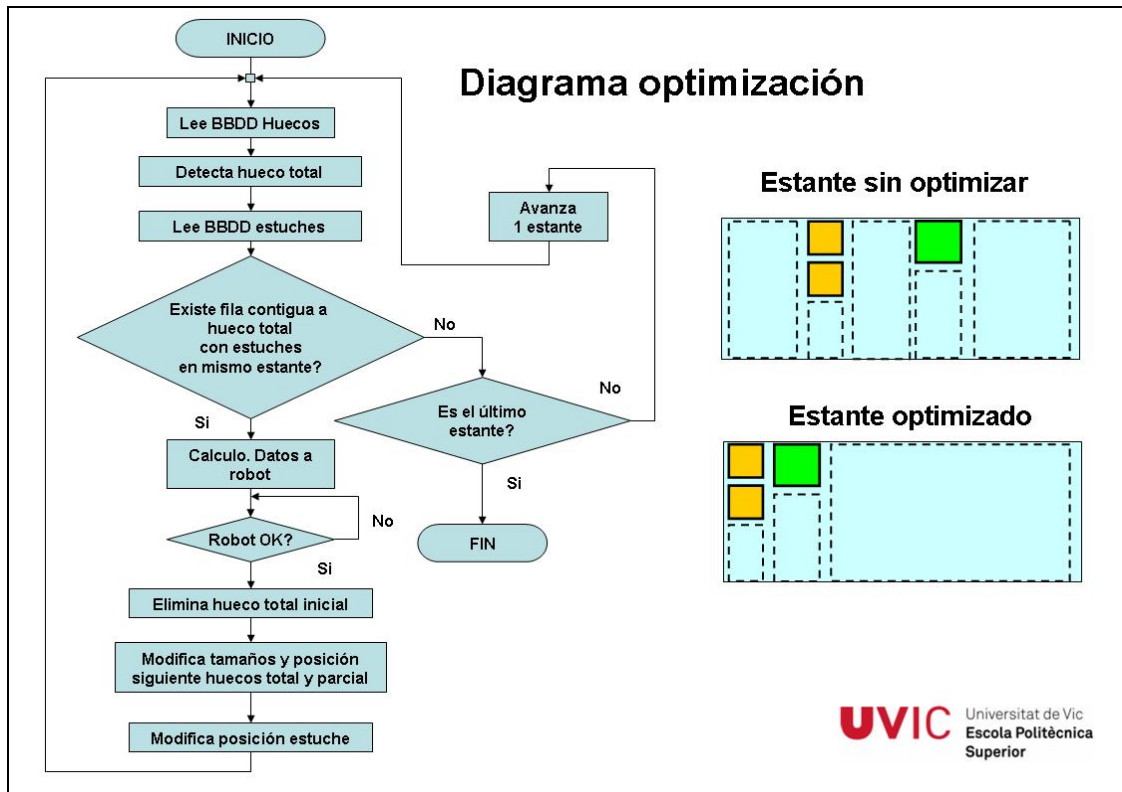 INICIO
Diagrama optimización
Lee BBDD Huecos
Detecta hueco total
Lee BBDD estuches
Avanza
1 estante
Existe fila contigua a
hueco total
con estuches
en mismo estante?
No
Si
Es el último
estante?
No
Si
FIN
Calculo. Datos a
robot
No
Robot OK?
Si
Elimina hueco total inicial
Modifica tamaños y posición
siguiente huecos total y parcial
Modifica posición estuche
Estante sin optimizar
Estante optimizado
UVIC
Universitat de Vic
Escola Politècnica
Superior